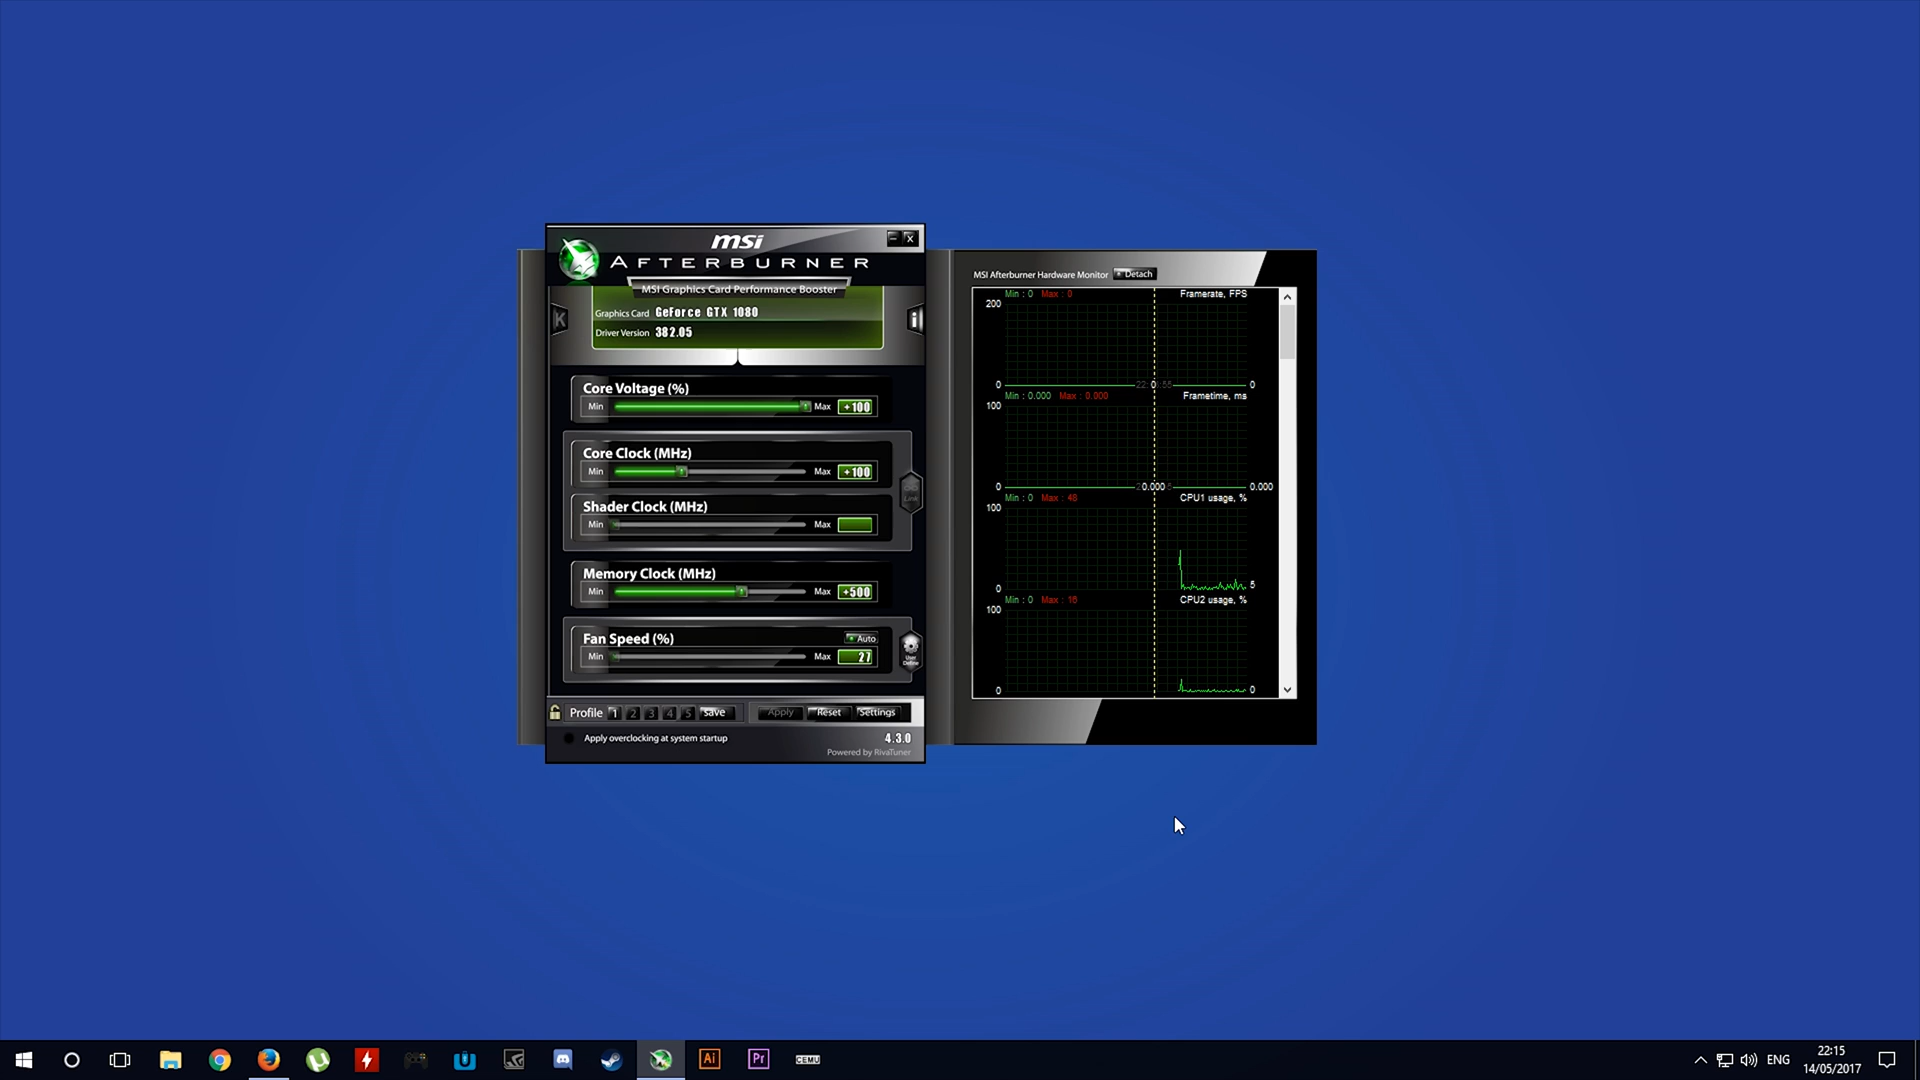 msi
AFTERBURNER
MSI Graphics Card Performance Booster
K
Graphics Card GeForce GTX 1080
i
Driver Version 382.05
Core Voltage (%)
Min Max +100
Core Clock (MHz)
Min Max +100
Link
Shader Clock (MHz)
Min Max
Memory Clock (MHz)
Min Max +500
Fan Speed (%)
Auto
Min Max 27
User Define
Profile 1 2 3 4 5 Save Apply Reset Settings
Apply overclocking at system startup
4.3.0
Powered by RivaTuner
MSI Afterburner Hardware Monitor Detach
Min : 0 Max : 0 Framerate, FPS
200
0 0
Min : 0.000 Max : 0.000 Frametime, ms
100
0 0.000 0.000
Min : 0 Max : 48 CPU1 usage, %
100
0 5
Min : 0 Max : 16 CPU2 usage, %
100
0 0
Ai
Pr
CEMU
ENG
22:15
14/05/2017